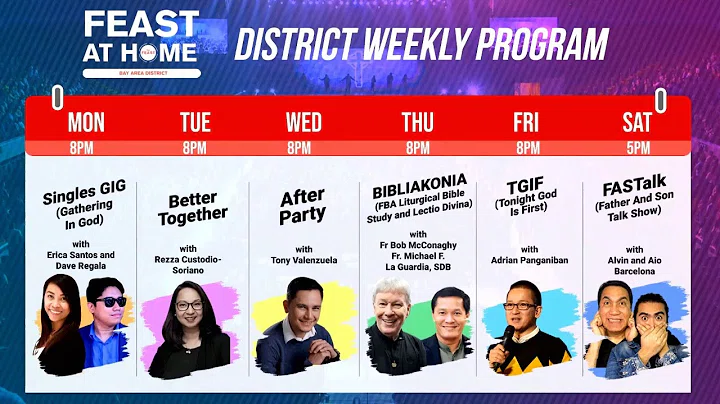 FEAST
AT HOME
BAY AREA DISTRICT
DISTRICT WEEKLY PROGRAM
MON
8PM
TUE
8PM
WED
8PM
THU
8PM
FRI
8PM
SAT
5PM
Singles GIG
(Gathering
In God)
with
Erica Santos and
Dave Regala
Better
Together
with
Rezza Custodio-
Soriano
After
Party
with
Tony Valenzuela
BIBLIAKONIA
(FBA Liturgical Bible
Study and Lectio Divina)
with
Fr Bob McConaghy
Fr. Michael F.
La Guardia, SDB
TGIF
(Tonight God
Is First)
with
Adrian Panganiban
FASTalk
(Father And Son
Talk Show)
with
Alvin and Aio
Barcelona